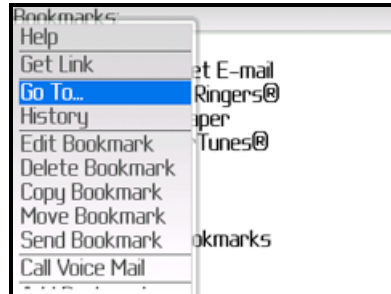 Bookmarks:
Help
Get Link
et E-mail
Go To...
Ringers®
History
aper
Edit Bookmark
Tunes®
Delete Bookmark
Copy Bookmark
Move Bookmark
Send Bookmark
okmarks
Call Voice Mail